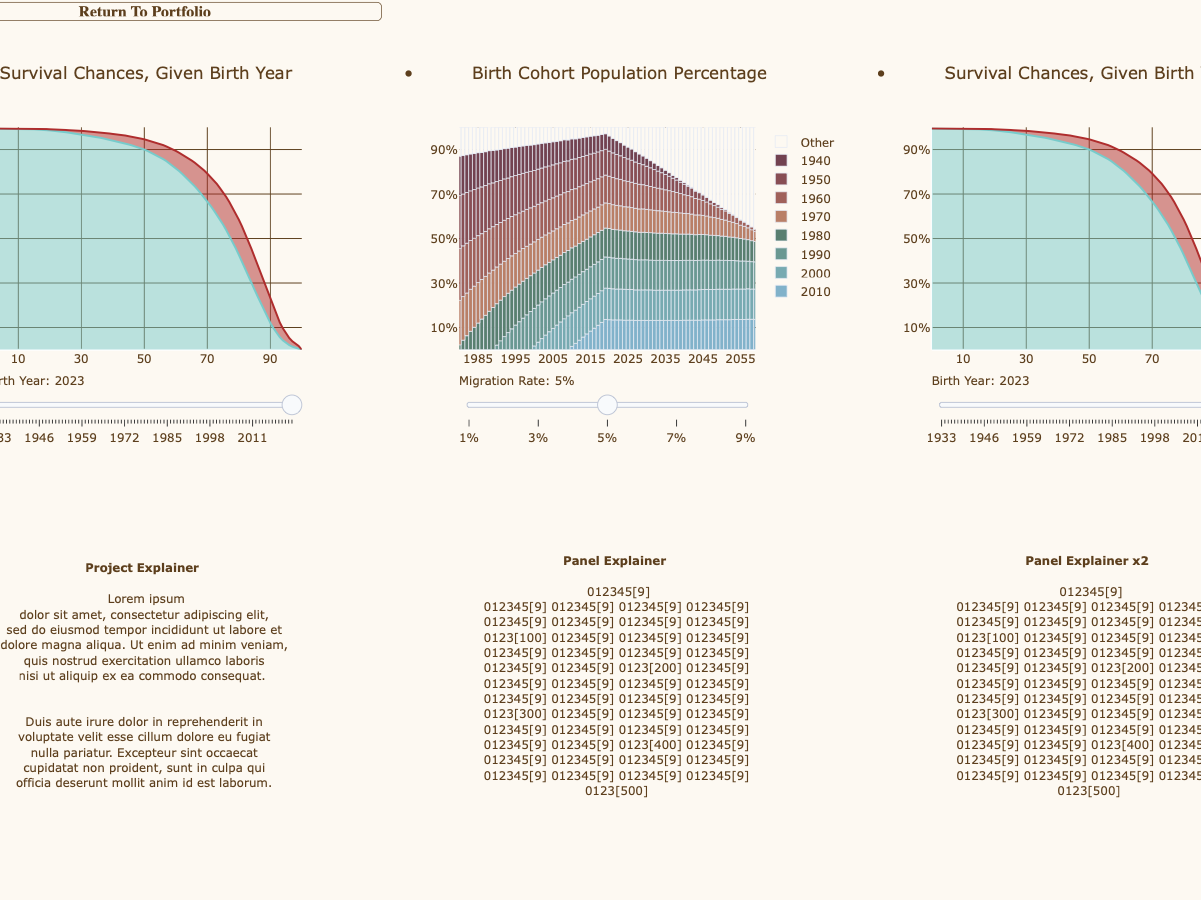 Return To Portfolio
Survival Chances, Given Birth Year
10 30 50 70 90
rth Year: 2023
33 1946 1959 1972 1985 1998 2011
Project Explainer
Lorem ipsum
dolor sit amet, consectetur adipiscing elit,
sed do eiusmod tempor incididunt ut labore et
dolore magna aliqua. Ut enim ad minim veniam,
quis nostrud exercitation ullamco laboris
nisi ut aliquip ex ea commodo consequat.
Duis aute irure dolor in reprehenderit in
voluptate velit esse cillum dolore eu fugiat
nulla pariatur. Excepteur sint occaecat
cupidatat non proident, sunt in culpa qui
officia deserunt mollit anim id est laborum.
• Birth Cohort Population Percentage
90%
70%
50%
30%
10%
1985 1995 2005 2015 2025 2035 2045 2055
Other
1940
1950
1960
1970
1980
1990
2000
2010
Migration Rate: 5%
1% 3% 5% 7% 9%
Panel Explainer
012345[9]
012345[9] 012345[9] 012345[9] 012345[9]
012345[9] 012345[9] 012345[9] 012345[9]
0123[100] 012345[9] 012345[9] 012345[9]
012345[9] 012345[9] 012345[9] 012345[9]
012345[9] 012345[9] 0123[200] 012345[9]
012345[9] 012345[9] 012345[9] 012345[9]
012345[9] 012345[9] 012345[9] 012345[9]
0123[300] 012345[9] 012345[9] 012345[9]
012345[9] 012345[9] 012345[9] 012345[9]
012345[9] 012345[9] 0123[400] 012345[9]
012345[9] 012345[9] 012345[9] 012345[9]
012345[9] 012345[9] 012345[9] 012345[9]
0123[500]
• Survival Chances, Given Birth
90%
70%
50%
30%
10%
10 30 50 70
Birth Year: 2023
1933 1946 1959 1972 1985 1998 201
Panel Explainer x2
012345[9]
012345[9] 012345[9] 012345[9] 012345
012345[9] 012345[9] 012345[9] 012345
0123[100] 012345[9] 012345[9] 012345
012345[9] 012345[9] 012345[9] 012345
012345[9] 012345[9] 0123[200] 012345
012345[9] 012345[9] 012345[9] 012345
012345[9] 012345[9] 012345[9] 012345
0123[300] 012345[9] 012345[9] 012345
012345[9] 012345[9] 012345[9] 012345
012345[9] 012345[9] 0123[400] 012345
012345[9] 012345[9] 012345[9] 012345
012345[9] 012345[9] 012345[9] 012345
0123[500]